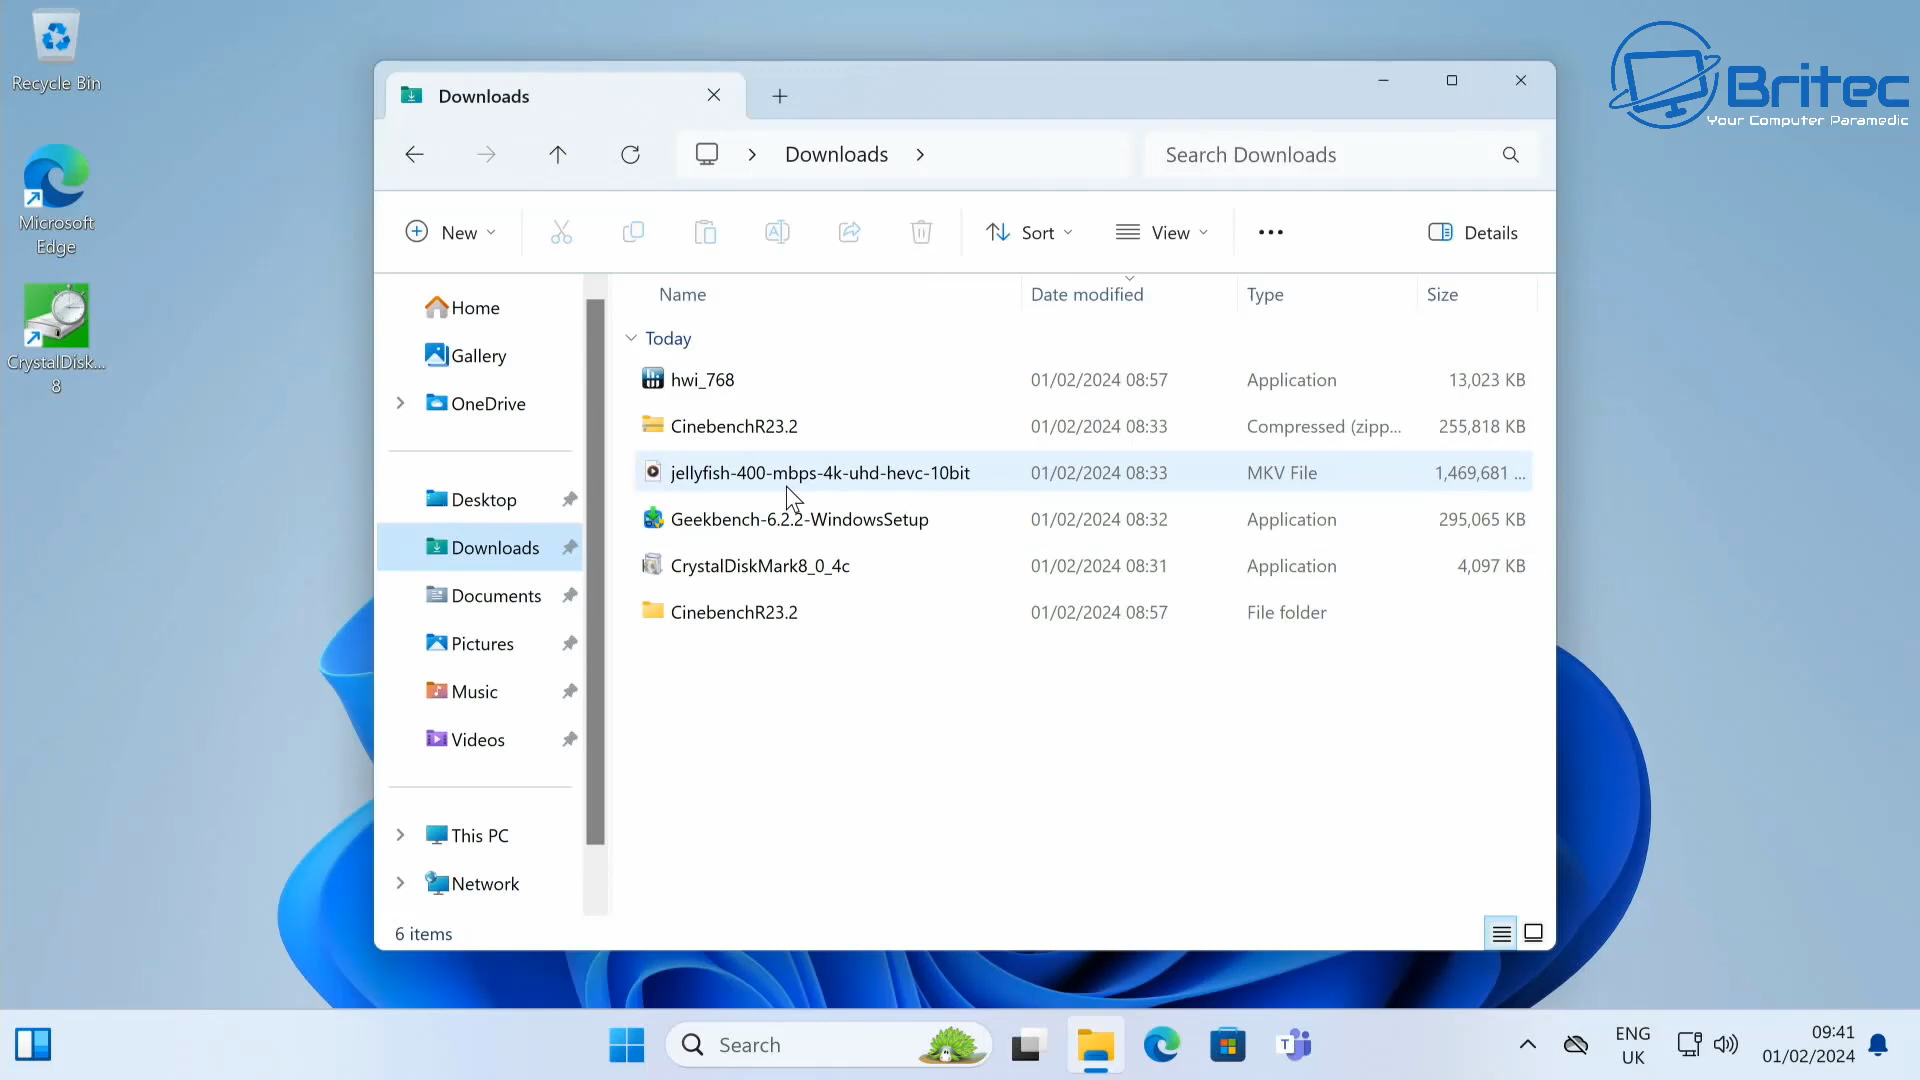 Recycle Bin
Microsoft
Edge
CrystalDisk...
8
Britec
Your Computer Paramedic
Downloads
Downloads
Search Downloads
New
Sort
View
Details
Home
Gallery
OneDrive
Desktop
Downloads
Documents
Pictures
Music
Videos
This PC
Network
Name Date modified Type Size
Today
hwi_768 01/02/2024 08:57 Application 13,023 KB
CinebenchR23.2 01/02/2024 08:33 Compressed (zipp... 255,818 KB
jellyfish-400-mbps-4k-uhd-hevc-10bit 01/02/2024 08:33 MKV File 1,469,681 ...
Geekbench-6.2.2-WindowsSetup 01/02/2024 08:32 Application 295,065 KB
CrystalDiskMark8_0_4c 01/02/2024 08:31 Application 4,097 KB
CinebenchR23.2 01/02/2024 08:57 File folder
6 items
Search
ENG
UK
09:41
01/02/2024